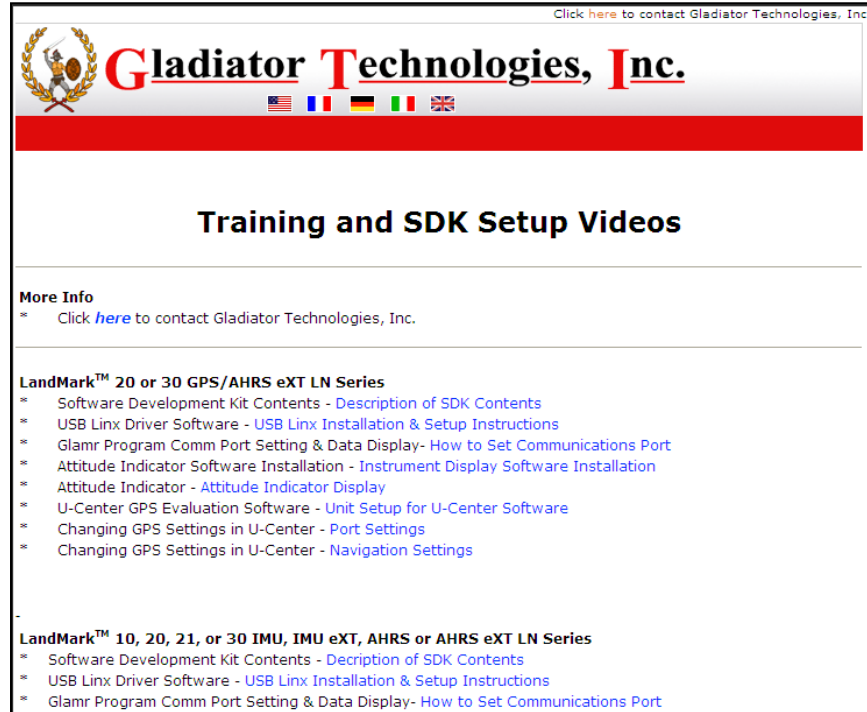 Click here to contact Gladiator Technologies, Inc
Gladiator Technologies, Inc.
Training and SDK Setup Videos
More Info
* Click here to contact Gladiator Technologies, Inc.
LandMark™ 20 or 30 GPS/AHRS eXT LN Series
* Software Development Kit Contents - Description of SDK Contents
* USB Linx Driver Software - USB Linx Installation & Setup Instructions
* Glamr Program Comm Port Setting & Data Display- How to Set Communications Port
* Attitude Indicator Software Installation - Instrument Display Software Installation
* Attitude Indicator - Attitude Indicator Display
* U-Center GPS Evaluation Software - Unit Setup for U-Center Software
* Changing GPS Settings in U-Center - Port Settings
* Changing GPS Settings in U-Center - Navigation Settings
-
LandMark™ 10, 20, 21, or 30 IMU, IMU eXT, AHRS or AHRS eXT LN Series
* Software Development Kit Contents - Decription of SDK Contents
* USB Linx Driver Software - USB Linx Installation & Setup Instructions
* Glamr Program Comm Port Setting & Data Display- How to Set Communications Port